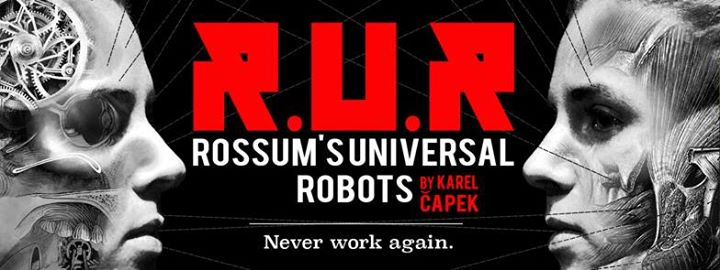 R.U.R
ROSSUM'S UNIVERSAL
ROBOTS BY KAREL ČAPEK
Never work again.